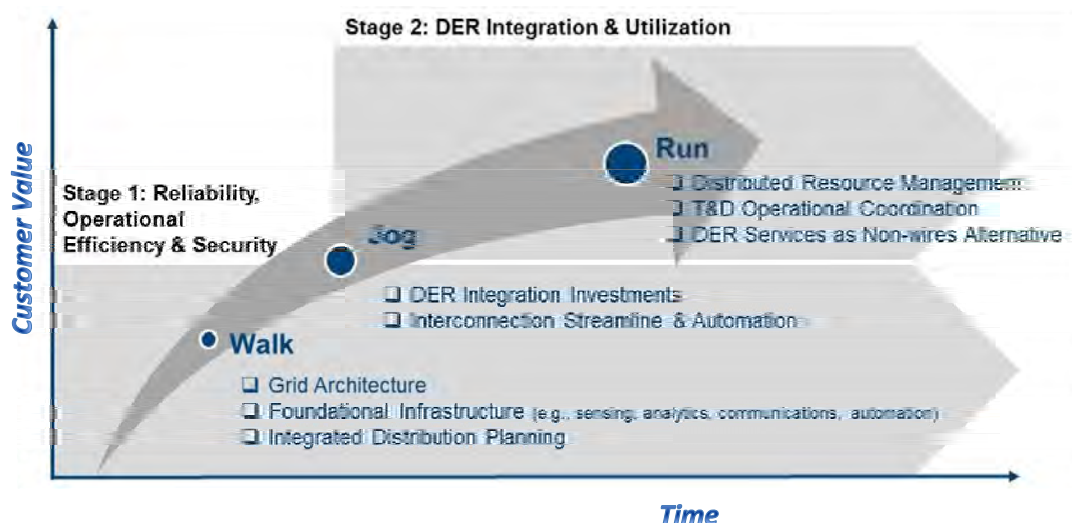 Stage 2: DER Integration & Utilization
Customer Value
Stage 1: Reliability,
Operational
Efficiency & Security
Run
❑ Distributed Resource Management
❑ T&D Operational Coordination
❑ DER Services as Non-wires Alternative
Jog
❑ DER Integration Investments
❑ Interconnection Streamline & Automation
Walk
❑ Grid Architecture
❑ Foundational Infrastructure (e.g., sensing, analytics, communications, automation)
❑ Integrated Distribution Planning
Time